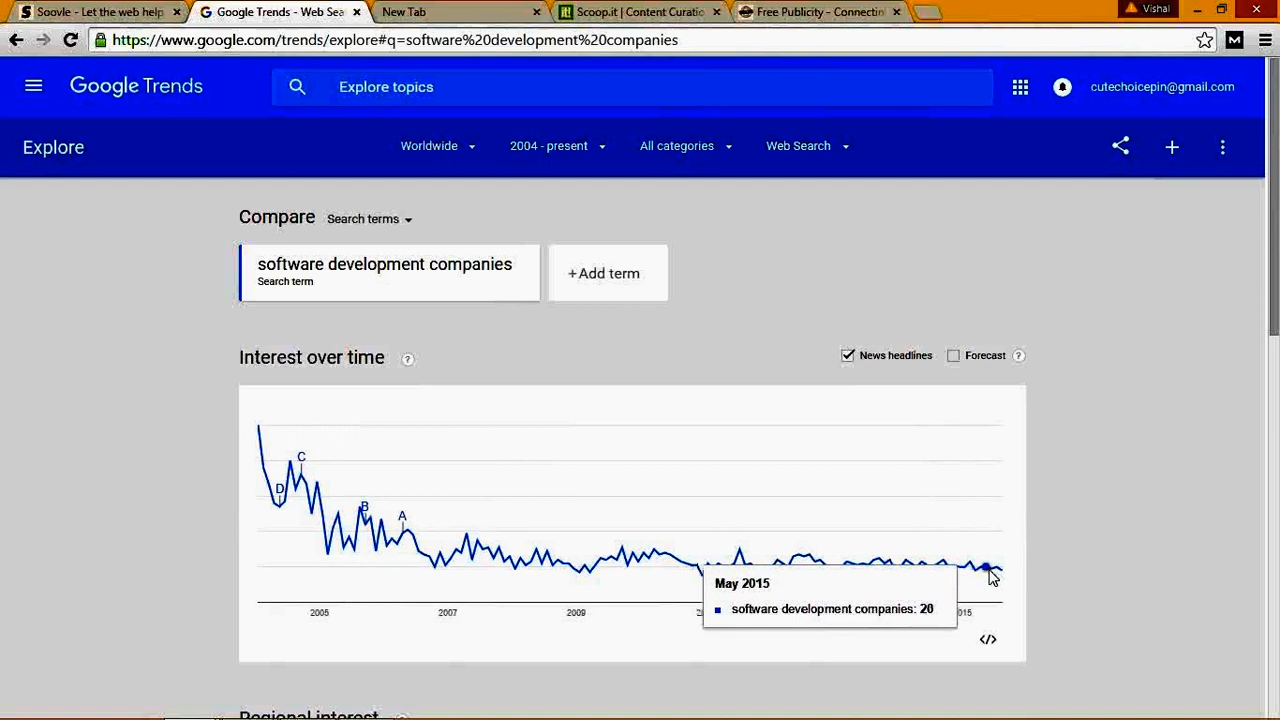 Soovle - Let the web help
Google Trends - Web Sea
New Tab
Scoop.it | Content Curatio
Free Publicity - Connectin
Vishal
https://www.google.com/trends/explore#q=software%20development%20companies
Google Trends
Explore topics
cutechoicepin@gmail.com
Explore
Worldwide
2004 - present
All categories
Web Search
Compare
Search terms
software development companies
Search term
+Add term
Interest over time
?
News headlines
Forecast
?
C
D
B
A
May 2015
software development companies: 20
2005
2007
2009
015
</>
Regional interest